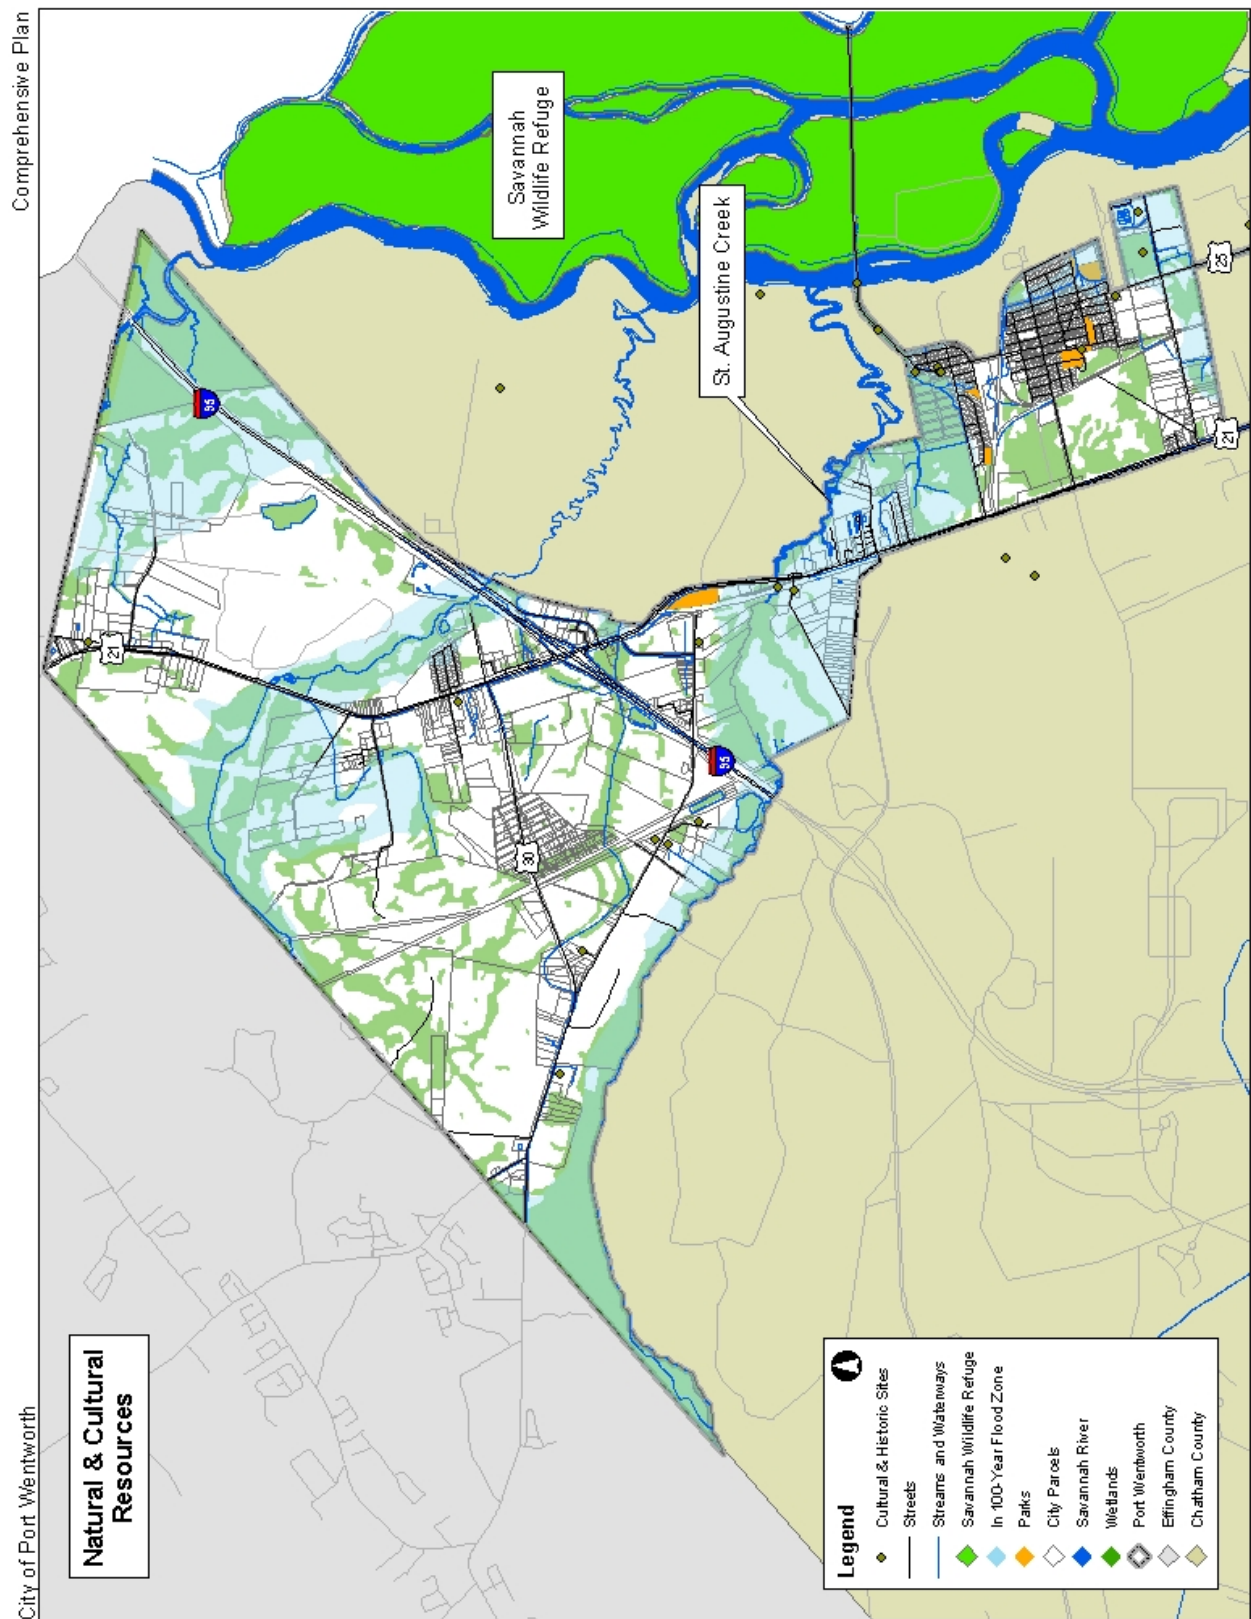 City of Port Wentworth
Comprehensive Plan
Natural & Cultural
Resources
Savannah
Wildlife Refuge
St. Augustine Creek
95
21
30
95
21
25
Legend
Cultural & Historic Sites
Streets
Streams and Waterways
Savannah Wildlife Refuge
In 100-Year Flood Zone
Parks
City Parcels
Savannah River
Wetlands
Port Wentworth
Effingham County
Chatham County